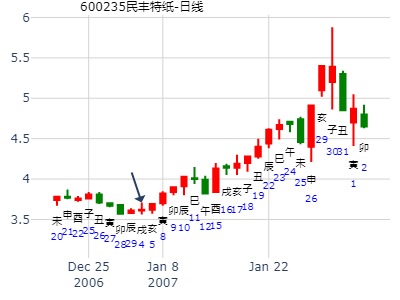 600235民丰特纸-日线
6
5.5
5
4.5
4
3.5
未 申 酉 子 丑 寅 卯 辰 戌 亥 寅 卯 辰 巳 午 酉 戌 亥 子 丑 辰 巳 午 未 申 亥 子 丑 寅 卯
20 21 22 25 26 27 28 29 4 5 8 9 10 11 12 15 16 17 18 19 22 23 24 25 26 29 30 31 1 2
Dec 25 Jan 8 Jan 22
2006 2007